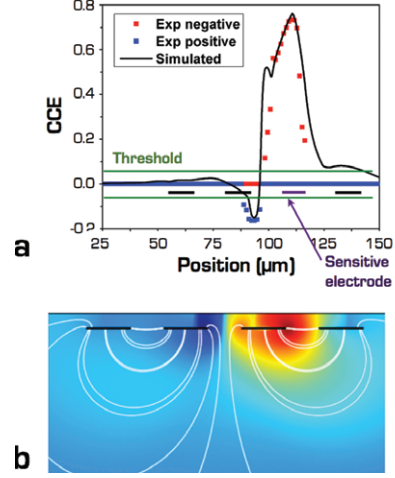 a
0.8
Exp negative
Exp positive
Simulated
0.6
CCE
0.4
0.2
Threshold
0.0
-0.2
25
50
75
100
125
150
Position (µm)
Sensitive
electrode
b